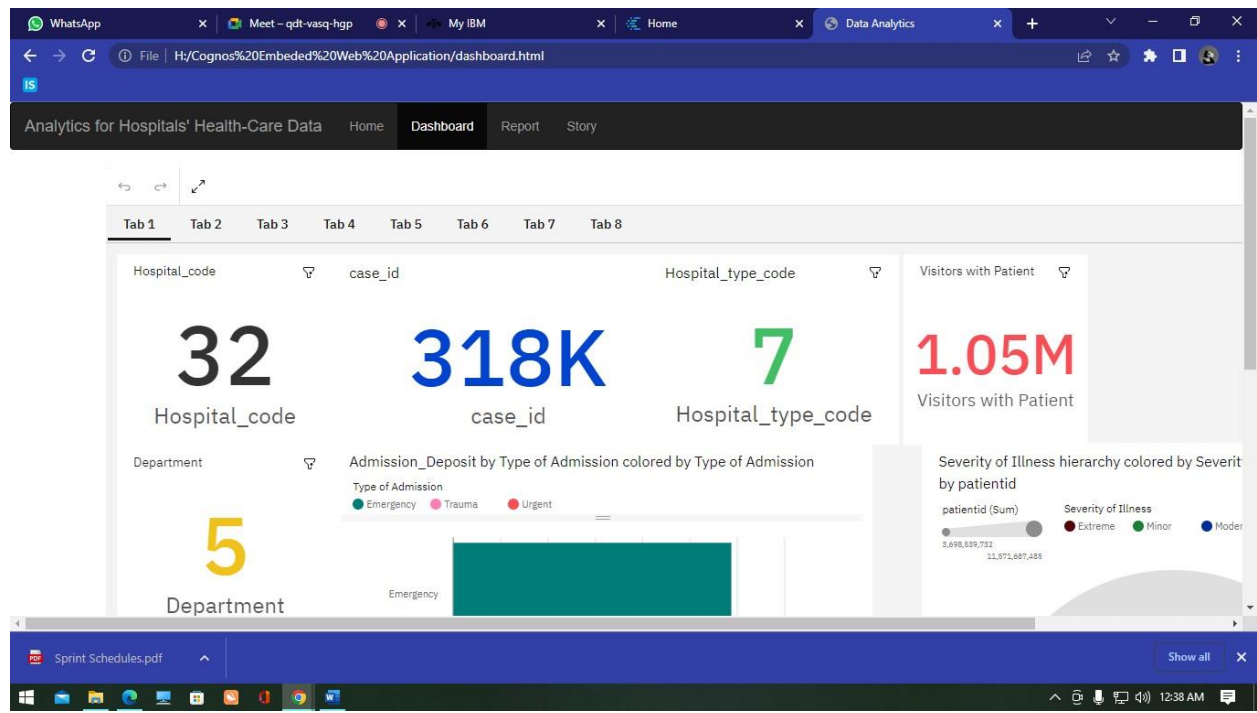 WhatsApp
Meet – qdt-vasq-hgp
My IBM
Home
Data Analytics
File | H:/Cognos%20Embeded%20Web%20Application/dashboard.html
IS
Analytics for Hospitals' Health-Care Data Home Dashboard Report Story
Tab 1 Tab 2 Tab 3 Tab 4 Tab 5 Tab 6 Tab 7 Tab 8
Hospital_code
32
Hospital_code
case_id
318K
case_id
Hospital_type_code
7
Hospital_type_code
Visitors with Patient
1.05M
Visitors with Patient
Department
5
Department
Admission_Deposit by Type of Admission colored by Type of Admission
Type of Admission
Emergency Trauma Urgent
Emergency
Severity of Illness hierarchy colored by Severit
by patientid
patientid (Sum)
11,571,687,488
Severity of Illness
Extreme Minor Moder
Sprint Schedules.pdf
Show all
12:38 AM